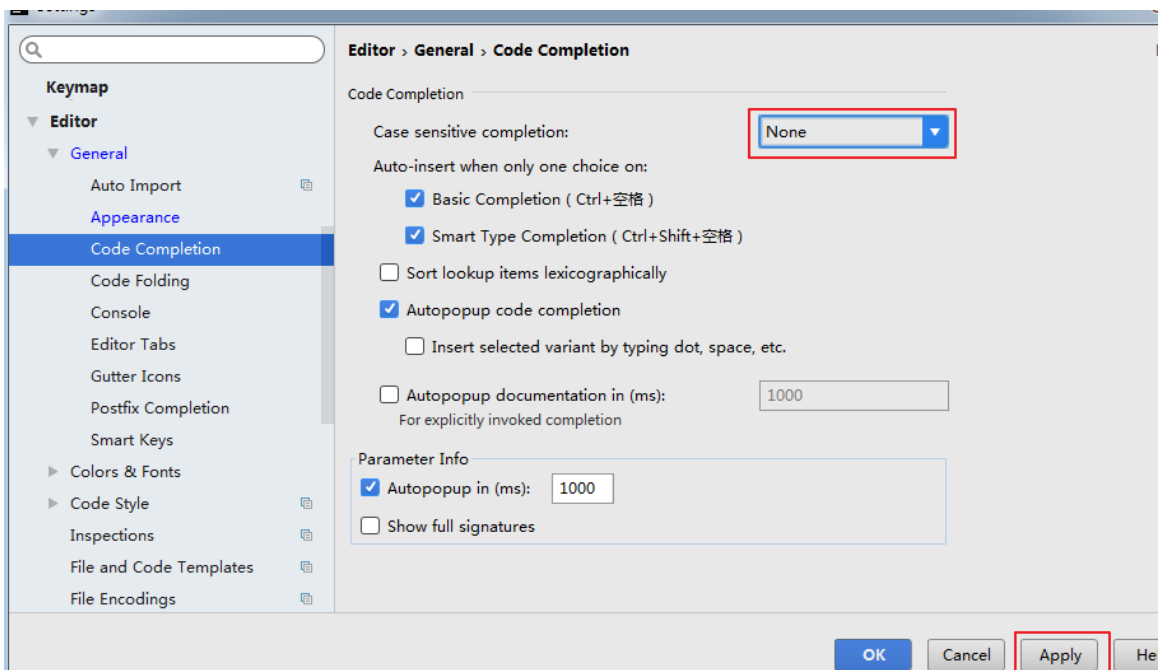 Settings
Keymap
Editor
General
Auto Import
Appearance
Code Completion
Code Folding
Console
Editor Tabs
Gutter Icons
Postfix Completion
Smart Keys
Colors & Fonts
Code Style
Inspections
File and Code Templates
File Encodings
Editor › General › Code Completion
Code Completion
Case sensitive completion: None
Auto-insert when only one choice on:
Basic Completion ( Ctrl+空格 )
Smart Type Completion ( Ctrl+Shift+空格 )
Sort lookup items lexicographically
Autopopup code completion
Insert selected variant by typing dot, space, etc.
Autopopup documentation in (ms): 1000
For explicitly invoked completion
Parameter Info
Autopopup in (ms): 1000
Show full signatures
OK Cancel Apply He